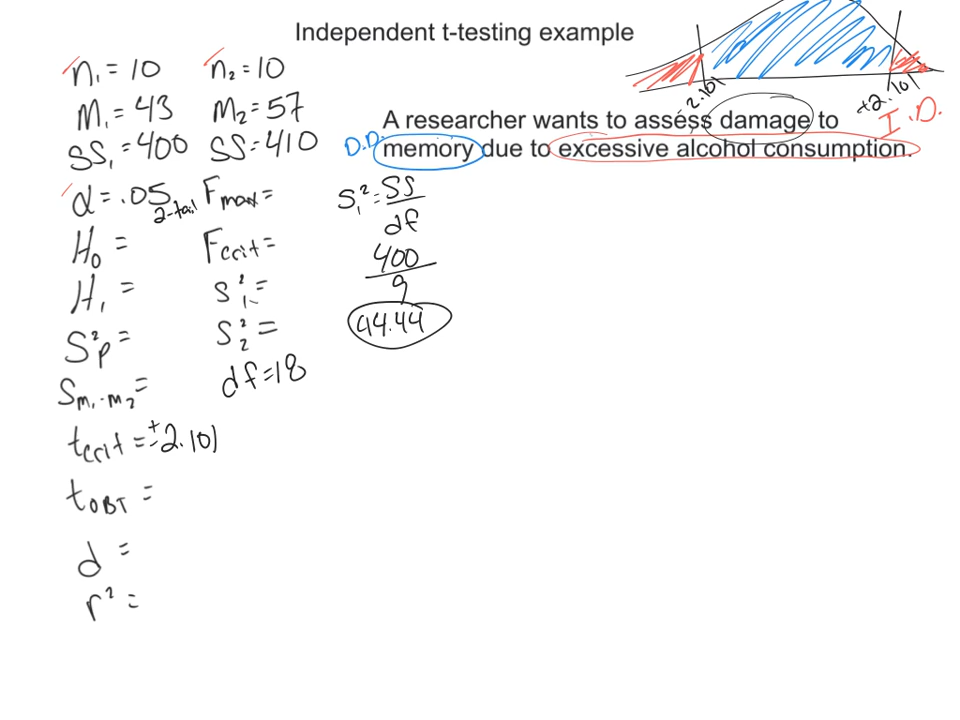 Independent t-testing example
n₁ = 10 n₂ = 10
M₁ = 43 M₂ = 57
SS₁ = 400 SS = 410
α = .05 2-tail Fmax =
H₀ = Fcrit =
H₁ = S₁² =
S²p = S₂² =
S M₁-M₂ = df = 18
tcrit = ±2.101
tOBT =
d =
r² =
-2.101
+2.101
A researcher wants to assess damage to
I.D.
D.D. memory due to excessive alcohol consumption.
S₁² = SS
df
400
9
44.44